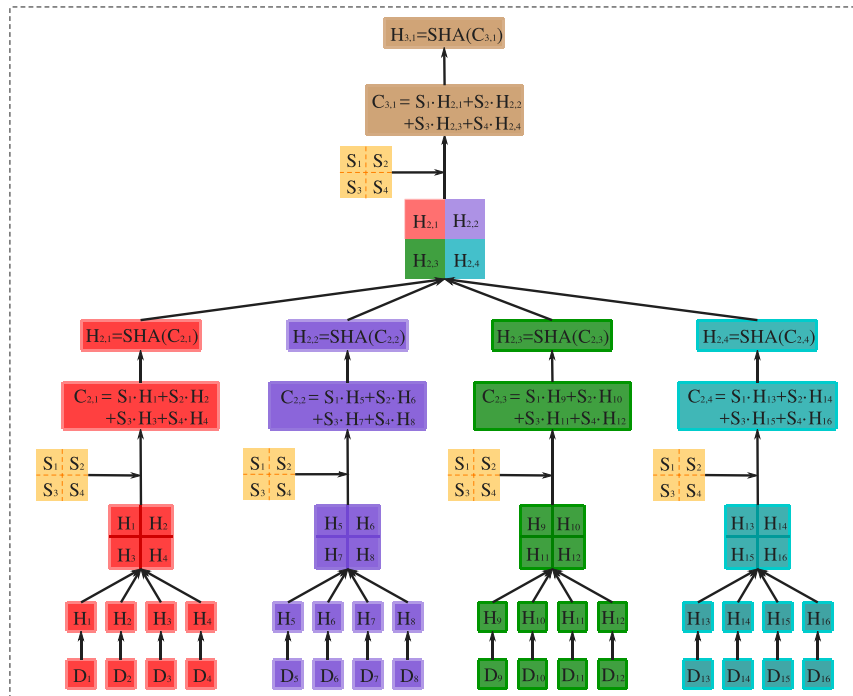 H3,1=SHA(C3,1)
C3,1= S1·H2,1+S2·H2,2
+S3·H2,3+S4·H2,4
S1 S2
S3 S4
H2,1 H2,2
H2,3 H2,4
H2,1=SHA(C2,1) H2,2=SHA(C2,2) H2,3=SHA(C2,3) H2,4=SHA(C2,4)
C2,1= S1·H1+S2·H2 C2,2= S1·H5+S2·H6 C2,3= S1·H9+S2·H10 C2,4= S1·H13+S2·H14
+S3·H3+S4·H4 +S3·H7+S4·H8 +S3·H11+S4·H12 +S3·H15+S4·H16
S1 S2 S1 S2 S1 S2 S1 S2
S3 S4 S3 S4 S3 S4 S3 S4
H1 H2 H5 H6 H9 H10 H13 H14
H3 H4 H7 H8 H11 H12 H15 H16
H1 H2 H3 H4 H5 H6 H7 H8 H9 H10 H11 H12 H13 H14 H15 H16
D1 D2 D3 D4 D5 D6 D7 D8 D9 D10 D11 D12 D13 D14 D15 D16